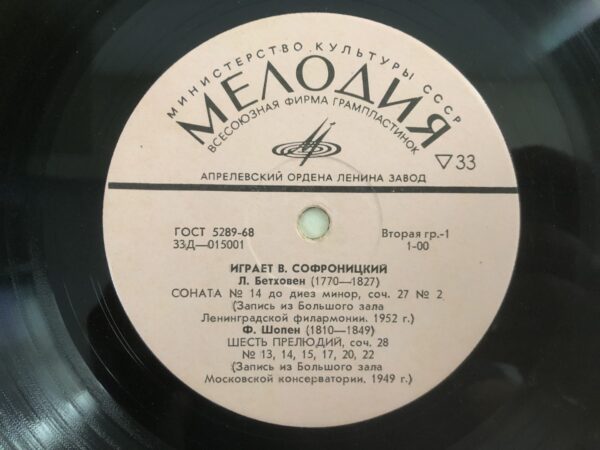 МИНИСТЕРСТВО КУЛЬТУРЫ СССР
МЕЛОДИЯ
ВСЕСОЮЗНАЯ ФИРМА ГРАМПЛАСТИНОК
▽33
АПРЕЛЕВСКИЙ ОРДЕНА ЛЕНИНА ЗАВОД
ГОСТ 5289-68
33Д—015001
Вторая гр.-1
1-00
ИГРАЕТ В. СОФРОНИЦКИЙ
Л. Бетховен (1770—1827)
СОНАТА № 14 до диез минор, соч. 27 № 2
(Запись из Большого зала
Ленинградской филармонии. 1952 г.)
Ф. Шопен (1810—1849)
ШЕСТЬ ПРЕЛЮДИЙ, соч. 28
№ 13, 14, 15, 17, 20, 22
(Запись из Большого зала
Московской консерватории. 1949 г.)